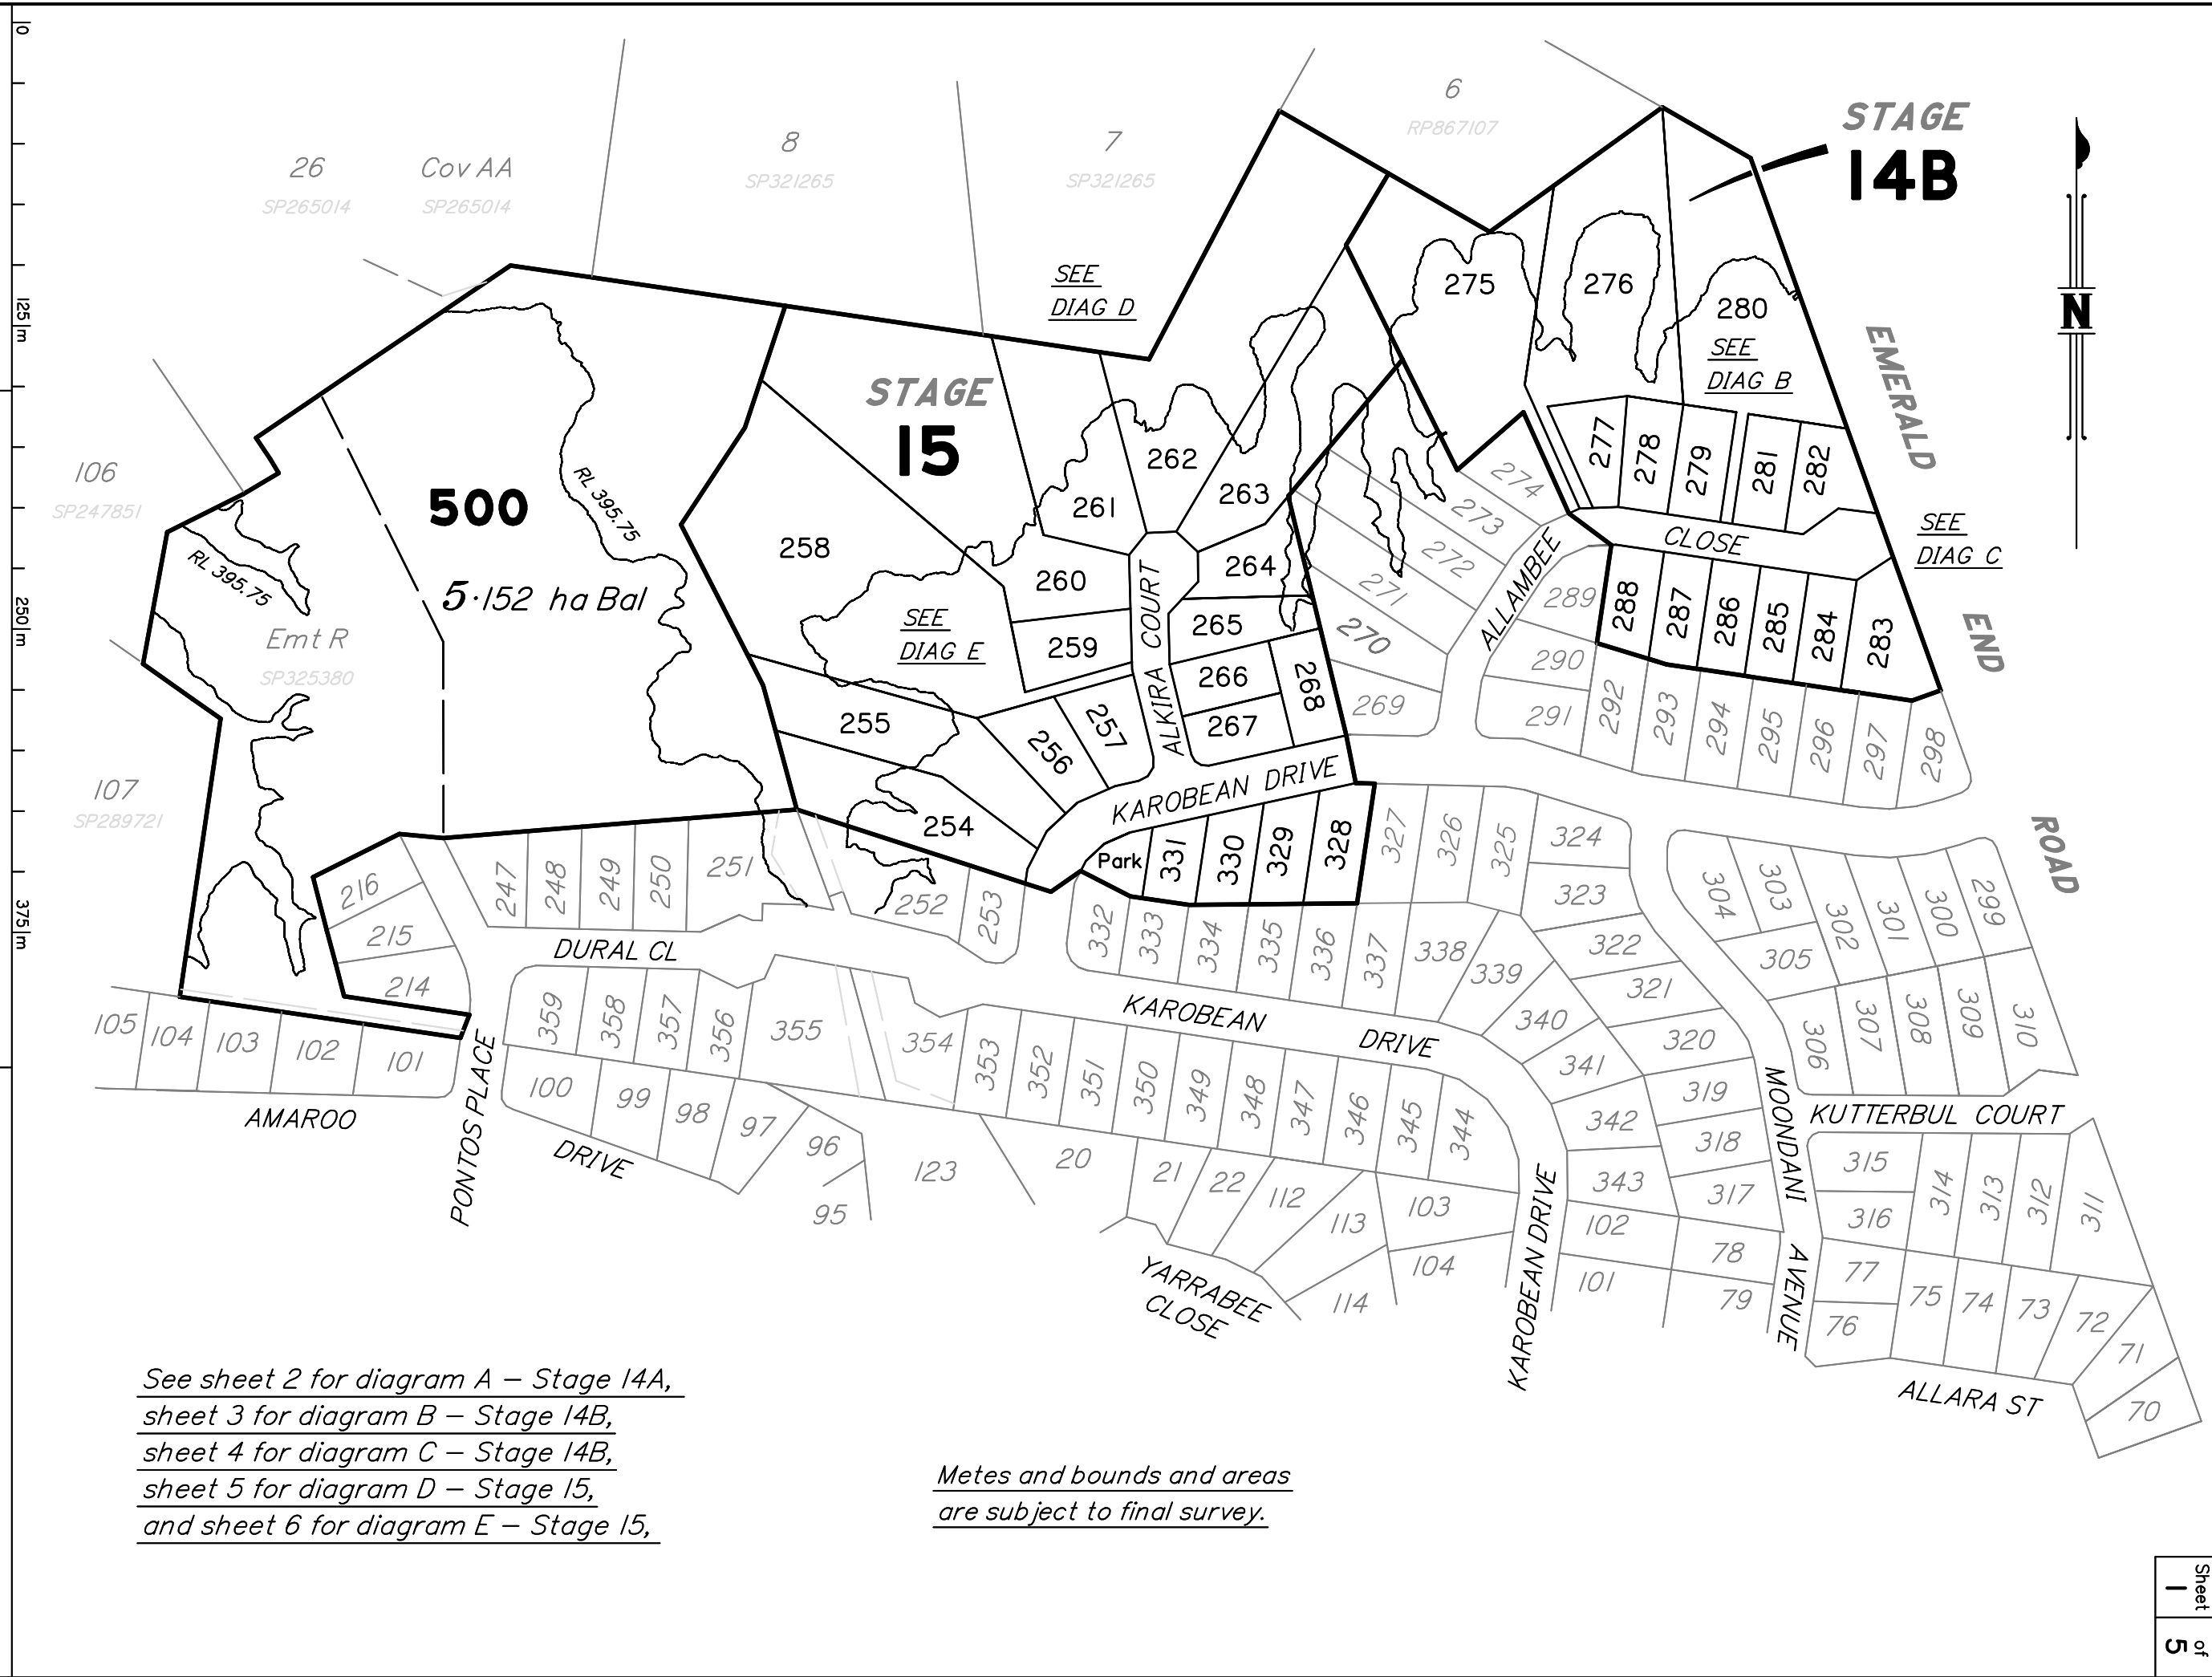 0
125m
250m
375m
26
SP265014
Cov AA
SP265014
8
SP321265
7
SP321265
6
RP867107
STAGE
14B
N
SEE
DIAG D
275
276
280
SEE
DIAG B
EMERALD
END
ROAD
STAGE
15
106
SP247851
500
RL 395.75
RL 395.75
5·152 ha Bal
Emt R
SP325380
107
SP289721
258
261
262
263
260
264
259
265
266
267
268
SEE
DIAG E
255
256
257
254
ALKIRA COURT
KAROBEAN DRIVE
Park
331
330
329
328
277
278
279
281
282
SEE
DIAG C
CLOSE
ALLAMBEE
288
287
286
285
284
283
274
273
272
271
270
269
289
290
291
292
293
294
295
296
297
298
327
326
325
324
323
322
321
320
319
318
317
304
303
302
301
300
299
305
306
307
308
309
310
216
215
214
247
248
249
250
251
252
253
DURAL CL
332
333
334
335
336
337
338
339
340
341
342
343
KAROBEAN
DRIVE
359
358
357
356
355
354
353
352
351
350
349
348
347
346
345
344
105
104
103
102
101
AMAROO
PONTOS PLACE
100
99
98
97
96
95
DRIVE
123
20
21
22
112
113
103
104
114
YARRABEE
CLOSE
KAROBEAN DRIVE
102
101
78
79
MOONDANI
AVENUE
KUTTERBUL COURT
315
316
314
313
312
311
77
76
75
74
73
72
71
70
ALLARA ST
See sheet 2 for diagram A – Stage 14A,
sheet 3 for diagram B – Stage 14B,
sheet 4 for diagram C – Stage 14B,
sheet 5 for diagram D – Stage 15,
and sheet 6 for diagram E – Stage 15,
Metes and bounds and areas
are subject to final survey.
Sheet of
1 5